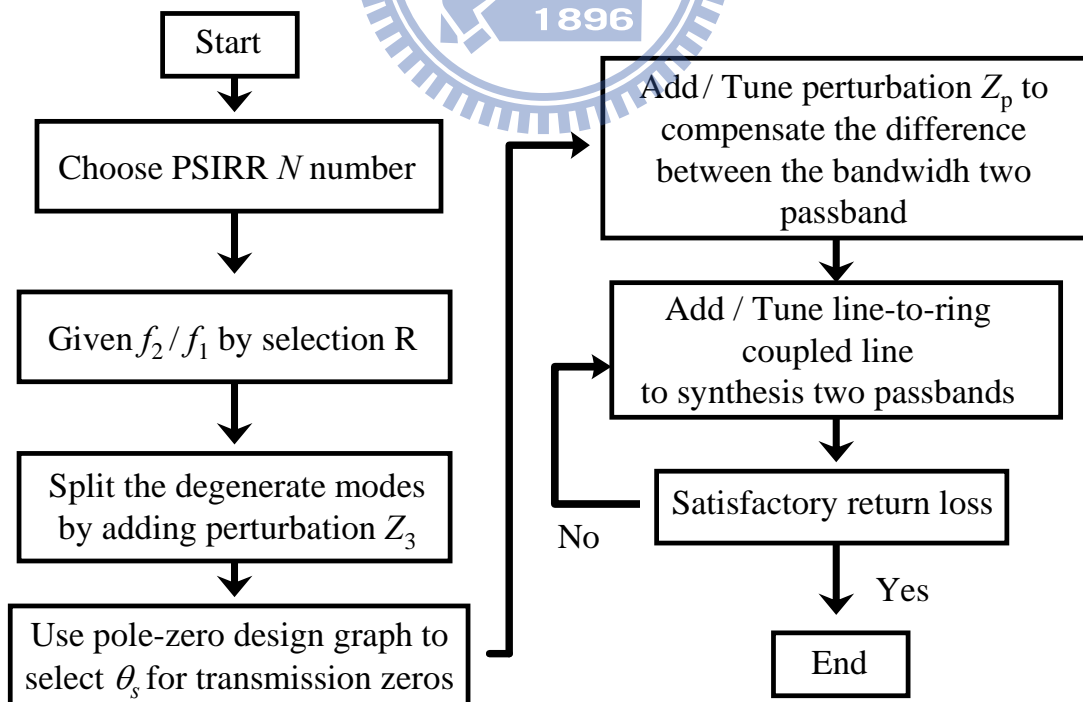 1896
Start
Choose PSIRR N number
Given f₂ / f₁ by selection R
Split the degenerate modes
by adding perturbation Z₃
Use pole-zero design graph to
select θₛ for transmission zeros
Add / Tune perturbation Zₚ to
compensate the difference
between the bandwidh two
passband
Add / Tune line-to-ring
coupled line
to synthesis two passbands
Satisfactory return loss
No
Yes
End